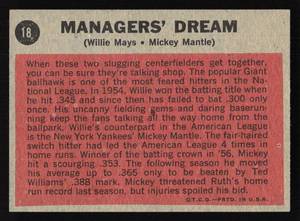 18
MANAGERS' DREAM
(Willie Mays • Mickey Mantle)
When these two slugging centerfielders get together,
you can be sure they're talking shop. The popular Giant
ballhawk is one of the most feared hitters in the Na-
tional League. In 1954, Willie won the batting title when
he hit .345 and since then has failed to bat .300 only
once. His uncanny fielding gems and daring baserun-
ning keep the fans talking all the way home from the
ballpark. Willie's counterpart in the American League
is the New York Yankees' Mickey Mantle. The fair-haired
switch hitter had led the American League 4 times in
home runs. Winner of the batting crown in '56, Mickey
hit a scorching .353. The following season he moved
his average up to .365 only to be beaten by Ted
Williams' .388 mark. Mickey threatened Ruth's home
run record last season, but injuries spoiled his bid.
©T.C.G.—PRTD. IN U.S.A.